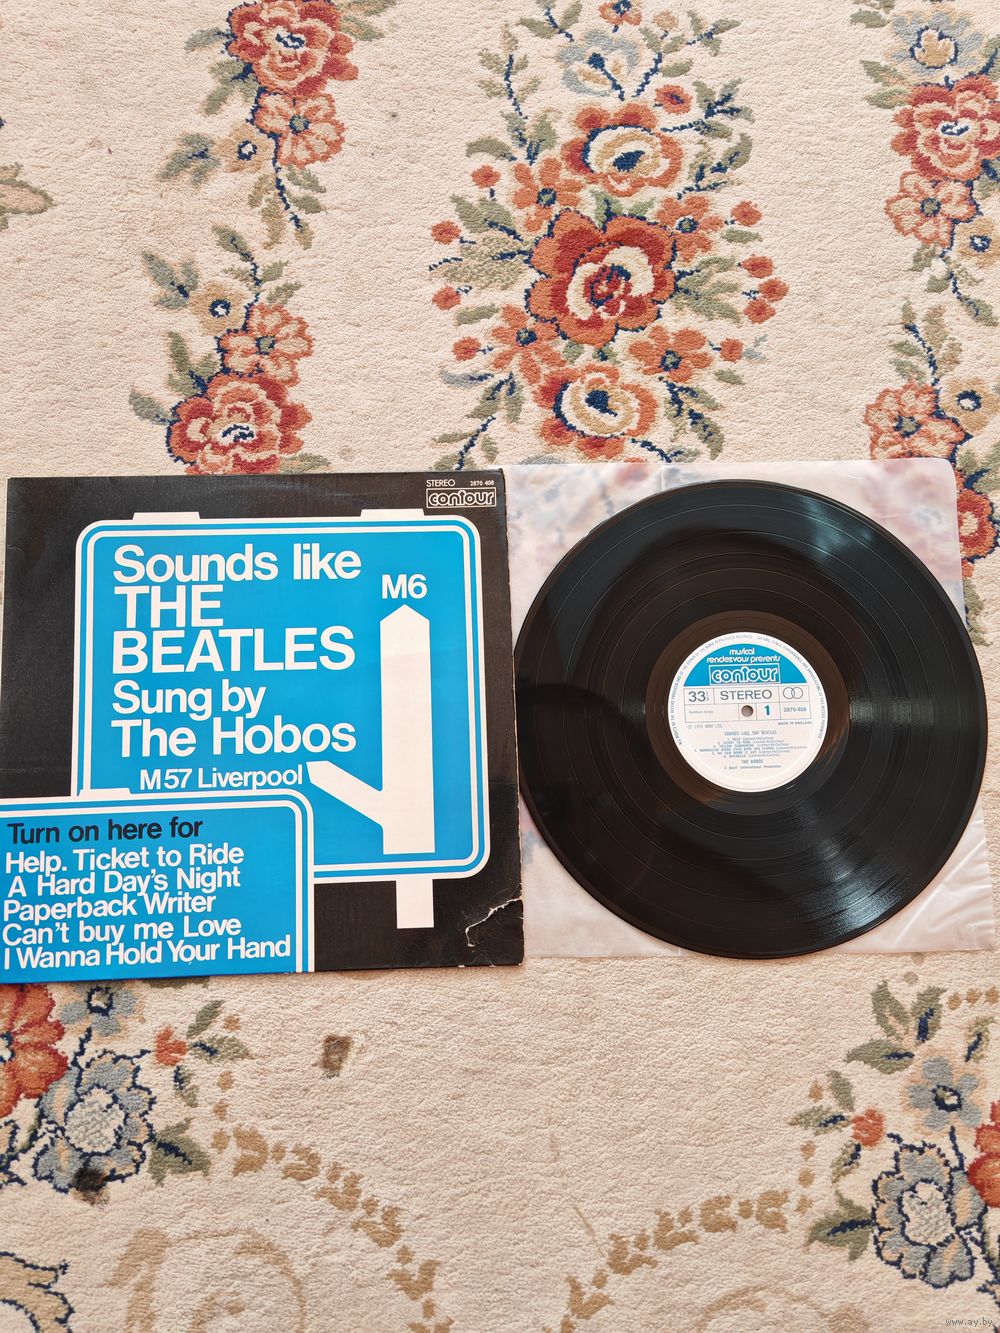 STEREO 2870 408
contour
Sounds like
THE
BEATLES
Sung by
The Hobos
M6
M57 Liverpool
Turn on here for
Help. Ticket to Ride
A Hard Day's Night
Paperback Writer
Can't buy me Love
I Wanna Hold Your Hand
musical
rendezvous presents
contour
33⅓ STEREO
1 2870-408
MADE IN ENGLAND
SOUNDS LIKE THE BEATLES
THE HOBOS
www.ay.by